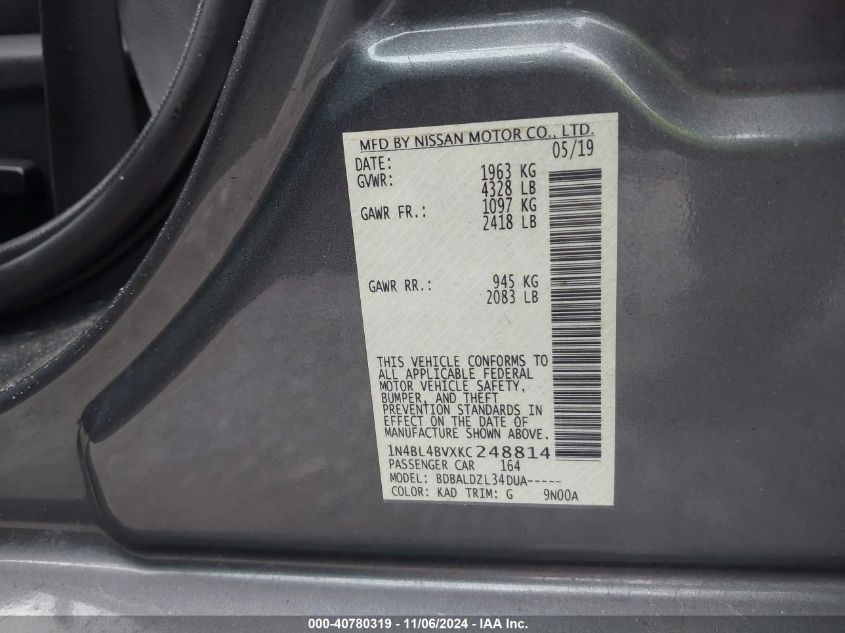 MFD BY NISSAN MOTOR CO., LTD.
DATE: 05/19
GVWR: 1963 KG
4328 LB
GAWR FR.: 1097 KG
2418 LB
GAWR RR.: 945 KG
2083 LB
THIS VEHICLE CONFORMS TO
ALL APPLICABLE FEDERAL
MOTOR VEHICLE SAFETY,
BUMPER, AND THEFT
PREVENTION STANDARDS IN
EFFECT ON THE DATE OF
MANUFACTURE SHOWN ABOVE.
1N4BL4BVXKC248814
PASSENGER CAR 164
MODEL: BDBALDZL34DUA-----
COLOR: KAD TRIM: G 9N00A
000-40780319 - 11/06/2024 - IAA Inc.